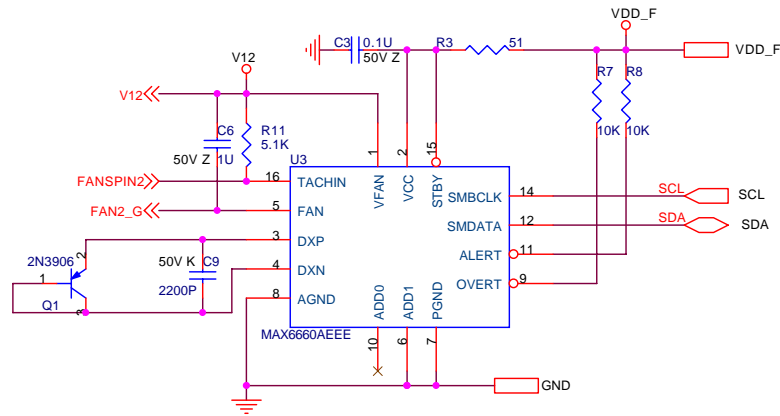 VDD_F
C3 0.1U R3 51
50V Z
VDD_F
V12
R7 R8
V12
C6 R11
5.1K
10K 10K
50V Z 1U
U3
1 2 15
FANSPIN2 16 TACHIN VFAN VCC STBY SMBCLK 14 SCL SCL
FAN2_G 5 FAN SMDATA 12 SDA SDA
3 DXP ALERT 11
2N3906 2 50V K C9
1 4 DXN OVERT 9
2200P
Q1 3 8 AGND ADD0 ADD1 PGND
MAX6660AEEE
10 6 7
GND